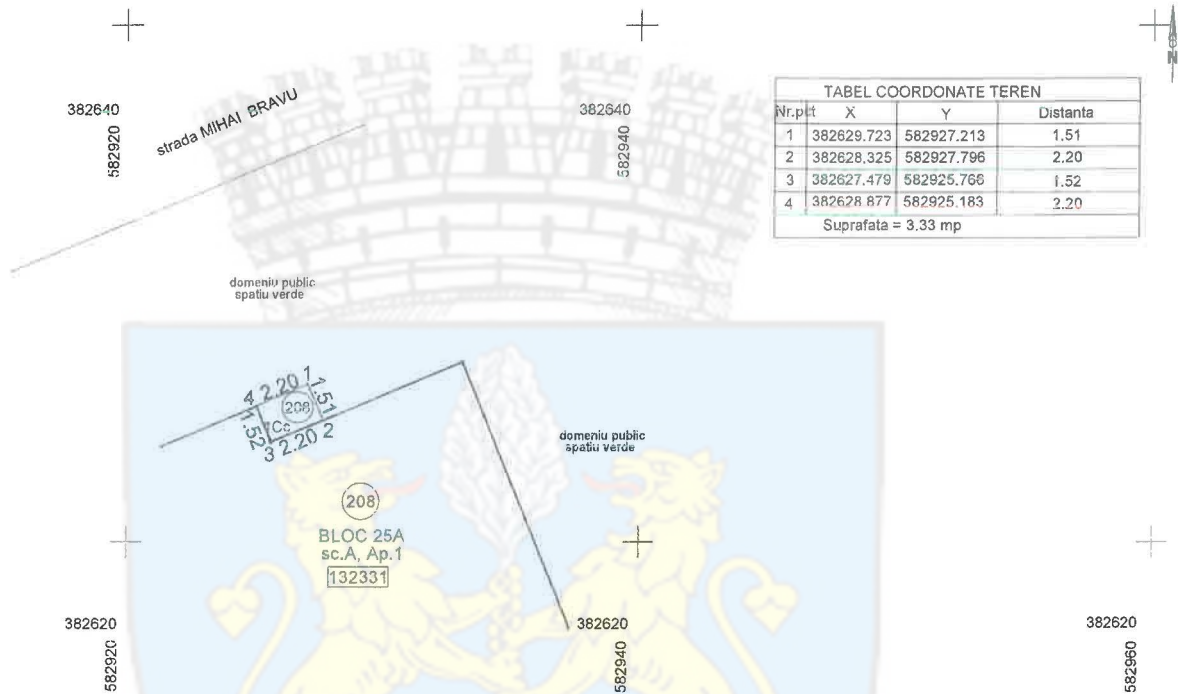 N
382640
382640
582920
582940
strada MIHAI BRAVU
TABEL COORDONATE TEREN
Nr.pct X Y Distanta
1 382629.723 582927.213 1.51
2 382628.325 582927.796 2.20
3 382627.479 582925.766 1.52
4 382628.877 582925.183 2.20
Suprafata = 3.33 mp
domeniu public
spatiu verde
4 2.20 1
1.51
208
1.52
3 2.20 2
domeniu public
spatiu verde
208
BLOC 25A
sc.A, Ap.1
132331
382620
382620
382620
582920
582940
582960